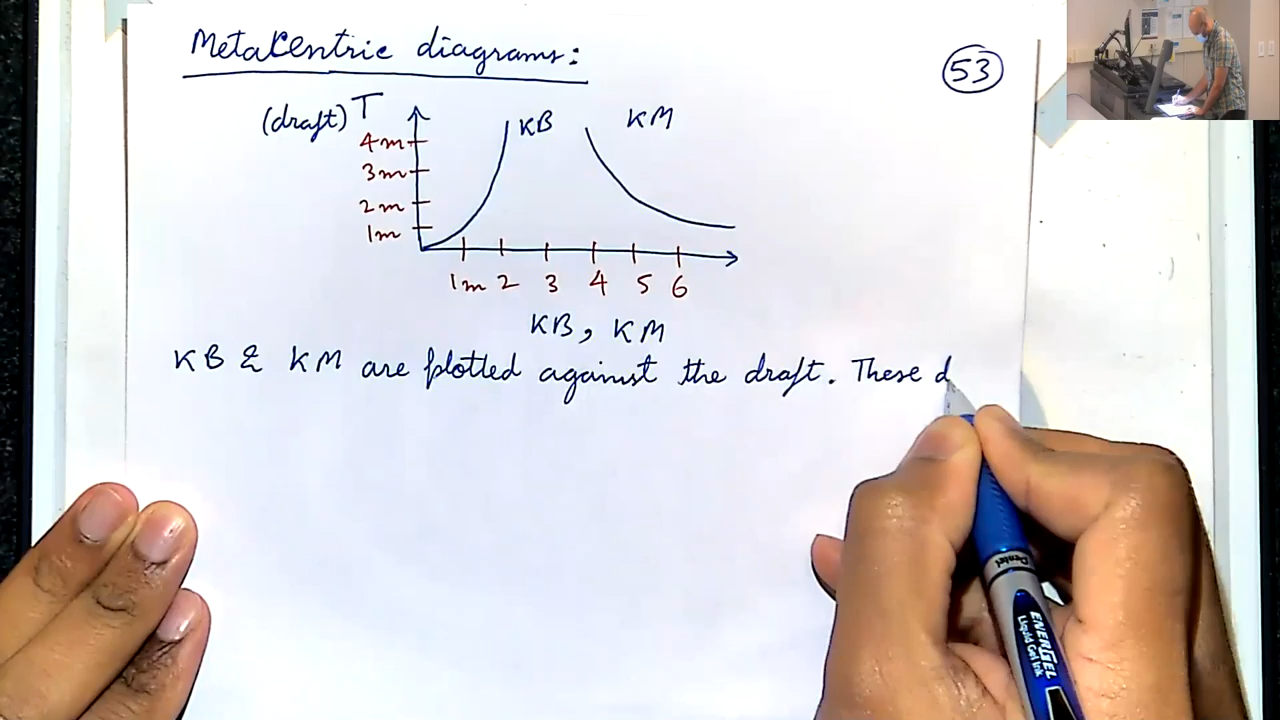 Metacentric diagrams:
53
(draft) T
KB
KM
4m
3m
2m
1m
1m 2 3 4 5 6
KB, KM
KB & KM are plotted against the draft. These d
Pentel
ENERGEL
Liquid Gel Ink